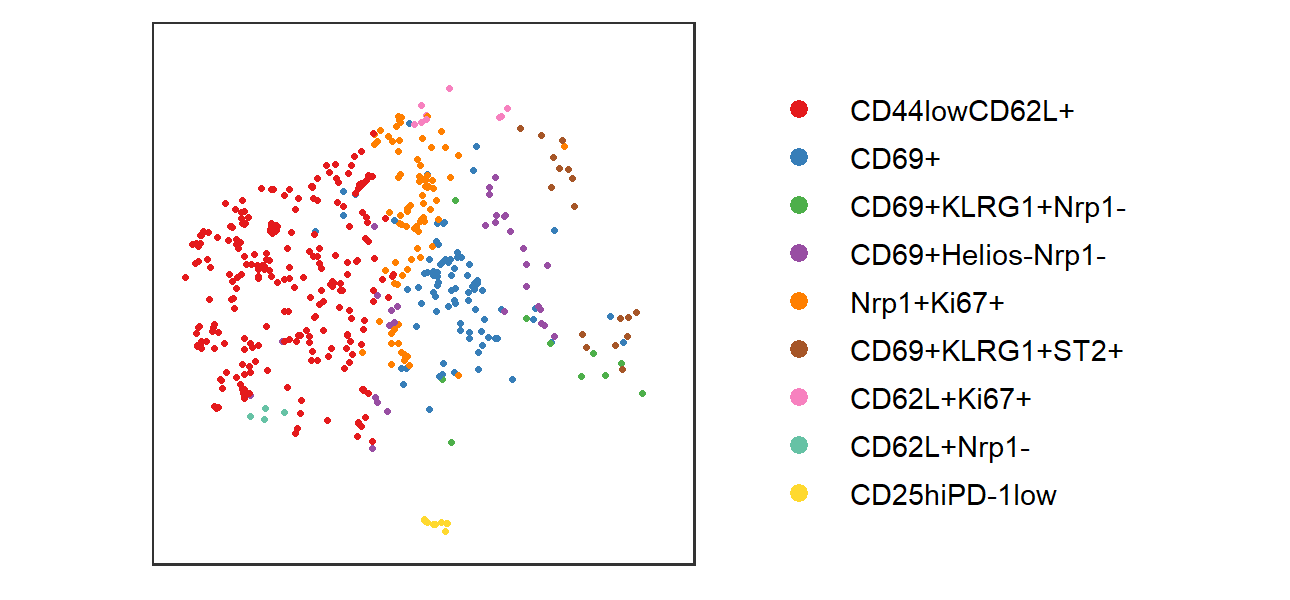 CD44lowCD62L+
CD69+
CD69+KLRG1+Nrp1-
CD69+Helios-Nrp1-
Nrp1+Ki67+
CD69+KLRG1+ST2+
CD62L+Ki67+
CD62L+Nrp1-
CD25hiPD-1low